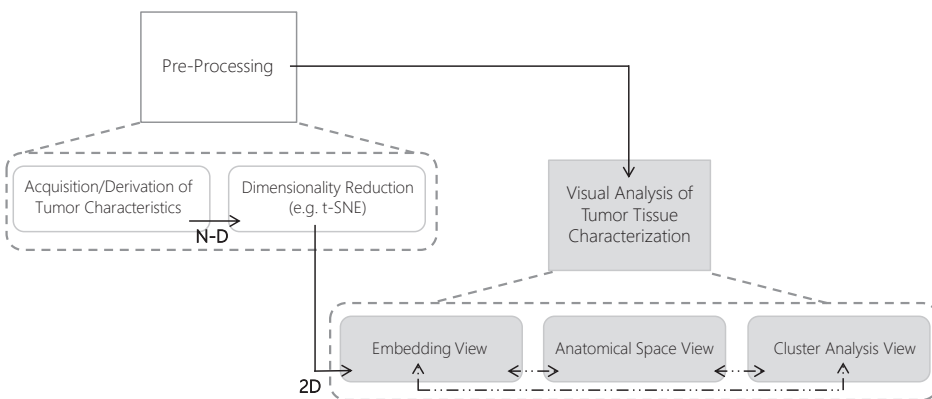 Pre-Processing
Acquisition/Derivation of
Tumor Characteristics
N-D
Dimensionality Reduction
(e.g. t-SNE)
Visual Analysis of
Tumor Tissue
Characterization
2D
Embedding View
Anatomical Space View
Cluster Analysis View